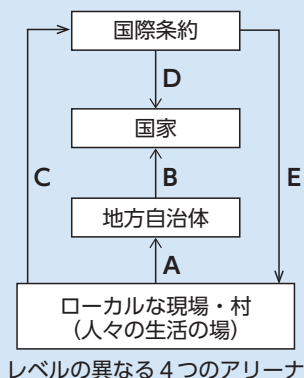 国際条約
D
国家
C
B
E
地方自治体
A
ローカルな現場・村
(人々の生活の場)
レベルの異なる4つのアリーナ